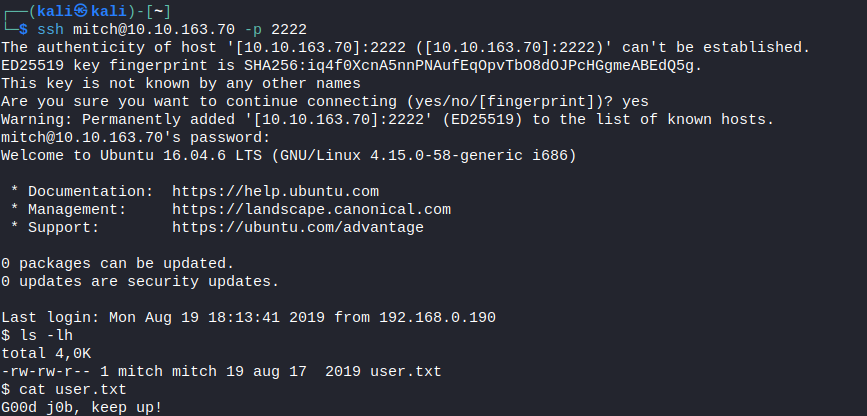 ┌──(kali㉿kali)-[~]
└─$ ssh mitch@10.10.163.70 -p 2222
The authenticity of host '[10.10.163.70]:2222 ([10.10.163.70]:2222)' can't be established.
ED25519 key fingerprint is SHA256:iq4f0XcnA5nnPNAufEqOpvTbO8dOJPcHGgmeABEdQ5g.
This key is not known by any other names
Are you sure you want to continue connecting (yes/no/[fingerprint])? yes
Warning: Permanently added '[10.10.163.70]:2222' (ED25519) to the list of known hosts.
mitch@10.10.163.70's password:
Welcome to Ubuntu 16.04.6 LTS (GNU/Linux 4.15.0-58-generic i686)

 * Documentation:  https://help.ubuntu.com
 * Management:     https://landscape.canonical.com
 * Support:        https://ubuntu.com/advantage

0 packages can be updated.
0 updates are security updates.

Last login: Mon Aug 19 18:13:41 2019 from 192.168.0.190
$ ls -lh
total 4,0K
-rw-rw-r-- 1 mitch mitch 19 aug 17  2019 user.txt
$ cat user.txt
G00d j0b, keep up!